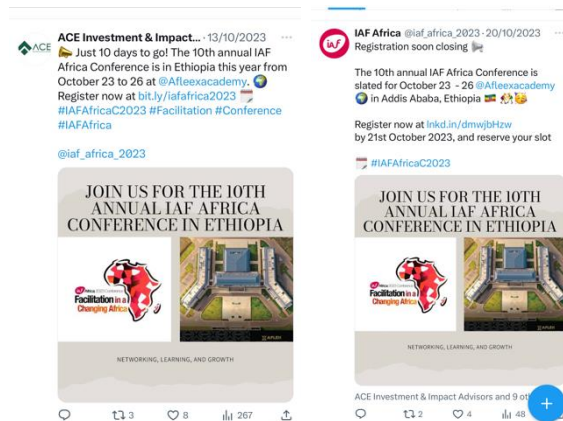 ACE Investment & Impact... · 13/10/2023
📣 Just 10 days to go! The 10th annual IAF
Africa Conference is in Ethiopia this year from
October 23 to 26 at @Afleexacademy. 🌍
Register now at bit.ly/iafafrica2023 🗓️
#IAFAfricaC2023 #Facilitation #Conference
#IAFAfrica
@iaf_africa_2023
JOIN US FOR THE 10TH
ANNUAL IAF AFRICA
CONFERENCE IN ETHIOPIA
Facilitation in a
Changing Africa
AFLEX
NETWORKING, LEARNING, AND GROWTH
3
8
267
ACE
IAF Africa @iaf_africa_2023 · 20/10/2023
Registration soon closing
The 10th annual IAF Africa Conference is
slated for October 23 - 26 @Afleexacademy
🌍 in Addis Ababa, Ethiopia 🇪🇹
Register now at lnkd.in/dmwjbHzw
by 21st October 2023, and reserve your slot
🗓️ #IAFAfricaC2023
iaf
JOIN US FOR THE 10TH
ANNUAL IAF AFRICA
CONFERENCE IN ETHIOPIA
Facilitation in a
Changing Africa
AFLEX
NETWORKING, LEARNING, AND GROWTH
ACE Investment & Impact Advisors and 9 ot
2
4
48